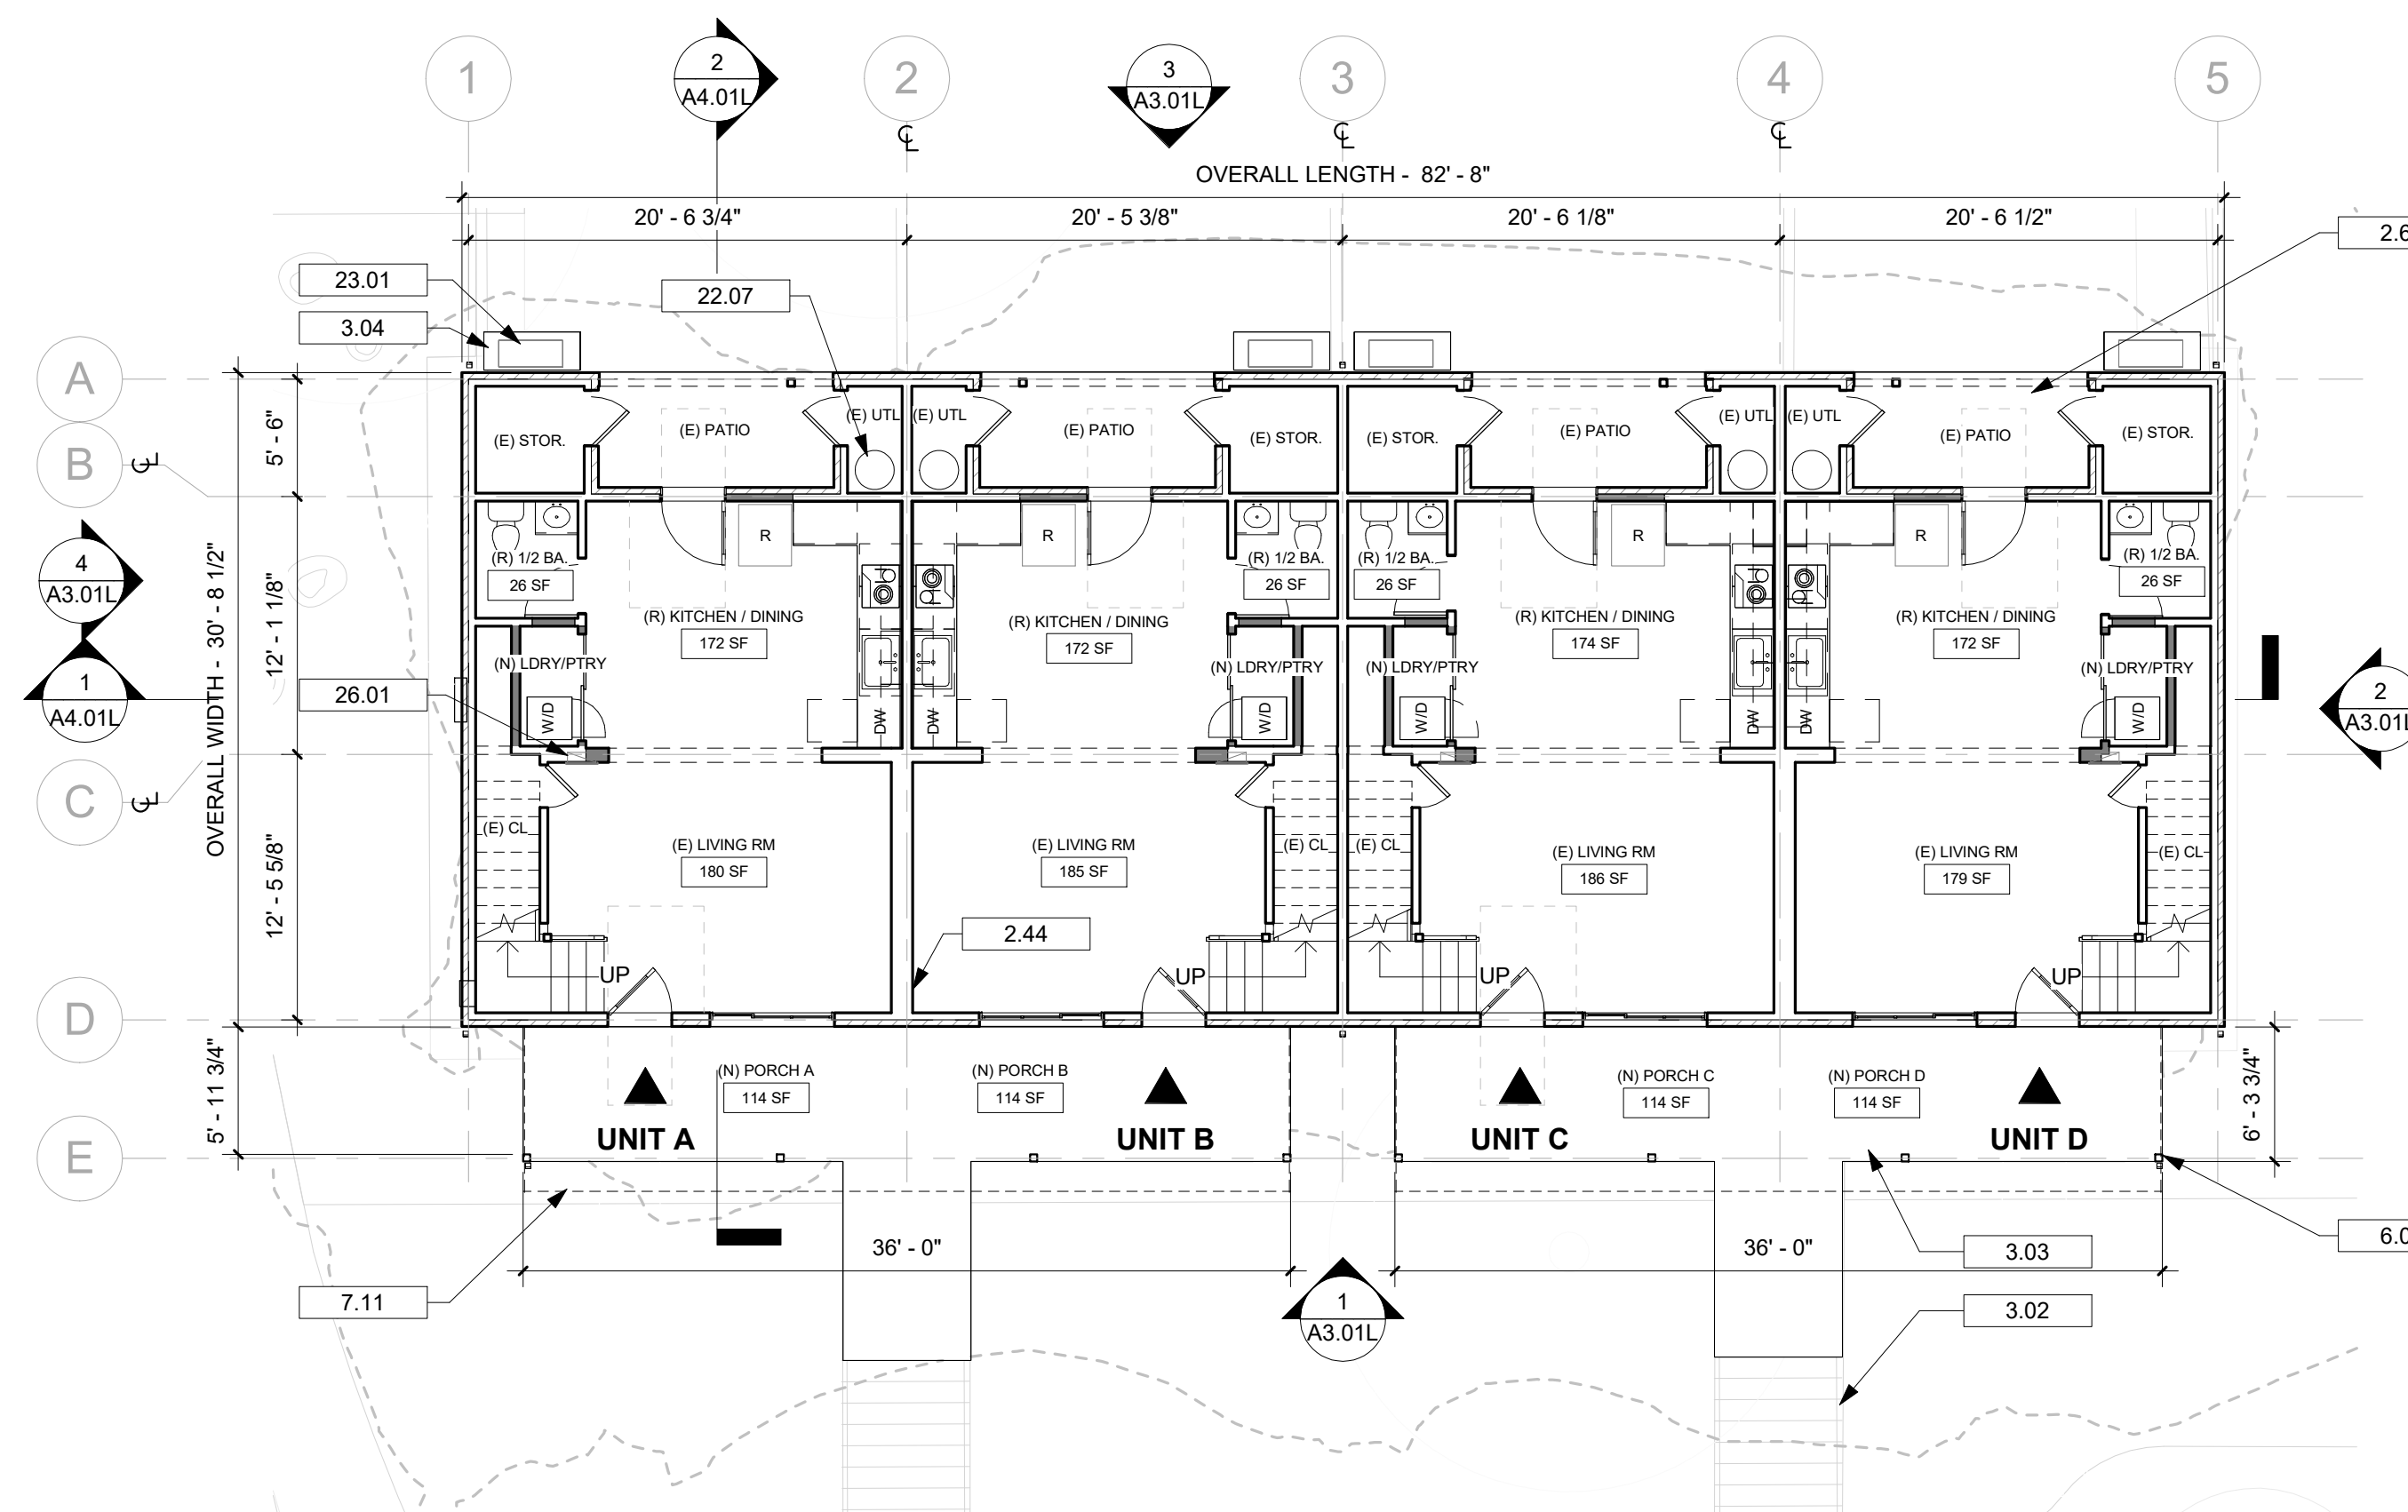 1
2
A4.01L
2
3
A3.01L
3
4
5
℄
℄
℄
OVERALL LENGTH - 82' - 8"
20' - 6 3/4"
20' - 5 3/8"
20' - 6 1/8"
20' - 6 1/2"
23.01
22.07
3.04
A
B
℄
5' - 6"
(E) STOR.
(E) PATIO
(E) UTL
(E) UTL
(E) PATIO
(E) STOR.
(E) STOR.
(E) PATIO
(E) UTL
(E) UTL
(E) PATIO
(E) STOR.
4
A3.01L
1
A4.01L
OVERALL WIDTH - 30' - 8 1/2"
12' - 1 1/8"
R
R
R
R
(R) 1/2 BA.
26 SF
(R) 1/2 BA.
26 SF
(R) 1/2 BA.
26 SF
(R) 1/2 BA.
26 SF
(R) KITCHEN / DINING
172 SF
(R) KITCHEN / DINING
172 SF
(R) KITCHEN / DINING
174 SF
(R) KITCHEN / DINING
172 SF
(N) LDRY/PTRY
(N) LDRY/PTRY
(N) LDRY/PTRY
(N) LDRY/PTRY
26.01
W/D
DW
DW
W/D
W/D
DW
DW
W/D
2
A3.01L
C
℄
12' - 5 5/8"
(E) CL
(E) LIVING RM
180 SF
(E) LIVING RM
185 SF
(E) CL
(E) CL
(E) LIVING RM
186 SF
(E) LIVING RM
179 SF
(E) CL
2.44
UP
UP
UP
UP
D
5' - 11 3/4"
(N) PORCH A
114 SF
(N) PORCH B
114 SF
(N) PORCH C
114 SF
(N) PORCH D
114 SF
6' - 3 3/4"
UNIT A
UNIT B
UNIT C
UNIT D
E
36' - 0"
36' - 0"
3.03
7.11
1
A3.01L
3.02